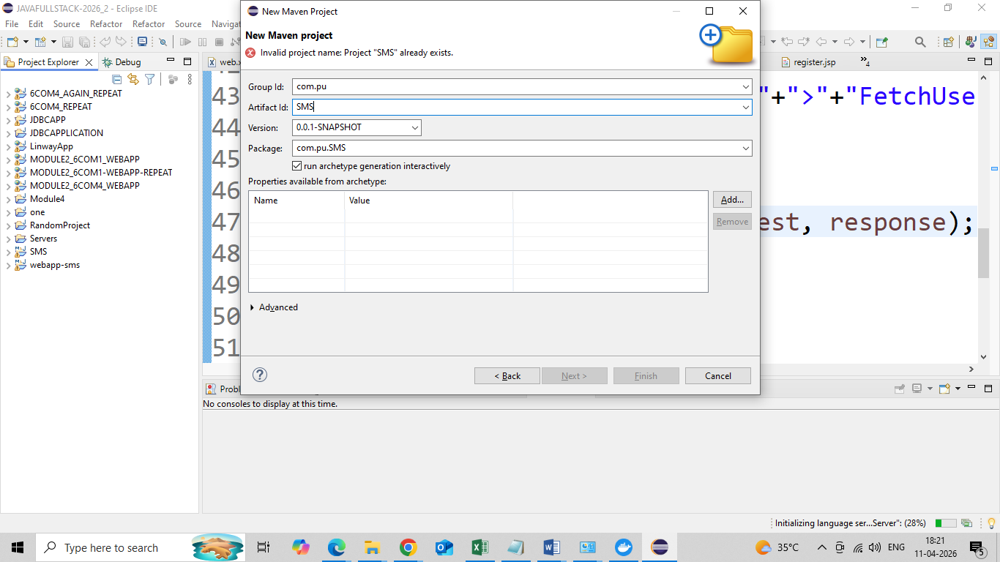 JAVAFULLSTACK-2026_2 - Eclipse IDE
File Edit Source Refactor Refactor Source Navigat
Project Explorer Debug
6COM4_AGAIN_REPEAT
6COM4_REPEAT
JDBCAPP
JDBCAPPLICATION
LinwayApp
MODULE2_6COM1_WEBAPP
MODULE2_6COM1-WEBAPP-REPEAT
MODULE2_6COM4_WEBAPP
Module4
one
RandomProject
Servers
SMS
webapp-sms
web.x
register.jsp
4
43 "+">"+"FetchUse
44
45
46
47 est, response);
48
49
50
51
New Maven Project
New Maven project
Invalid project name: Project "SMS" already exists.
Group Id: com.pu
Artifact Id: SMS
Version: 0.0.1-SNAPSHOT
Package: com.pu.SMS
run archetype generation interactively
Properties available from archetype:
Name Value
Add...
Remove
Advanced
< Back Next > Finish Cancel
Probl
No consoles to display at this time.
Initializing language ser...Server": (28%)
Type here to search
35°C ENG 18:21
11-04-2026
5